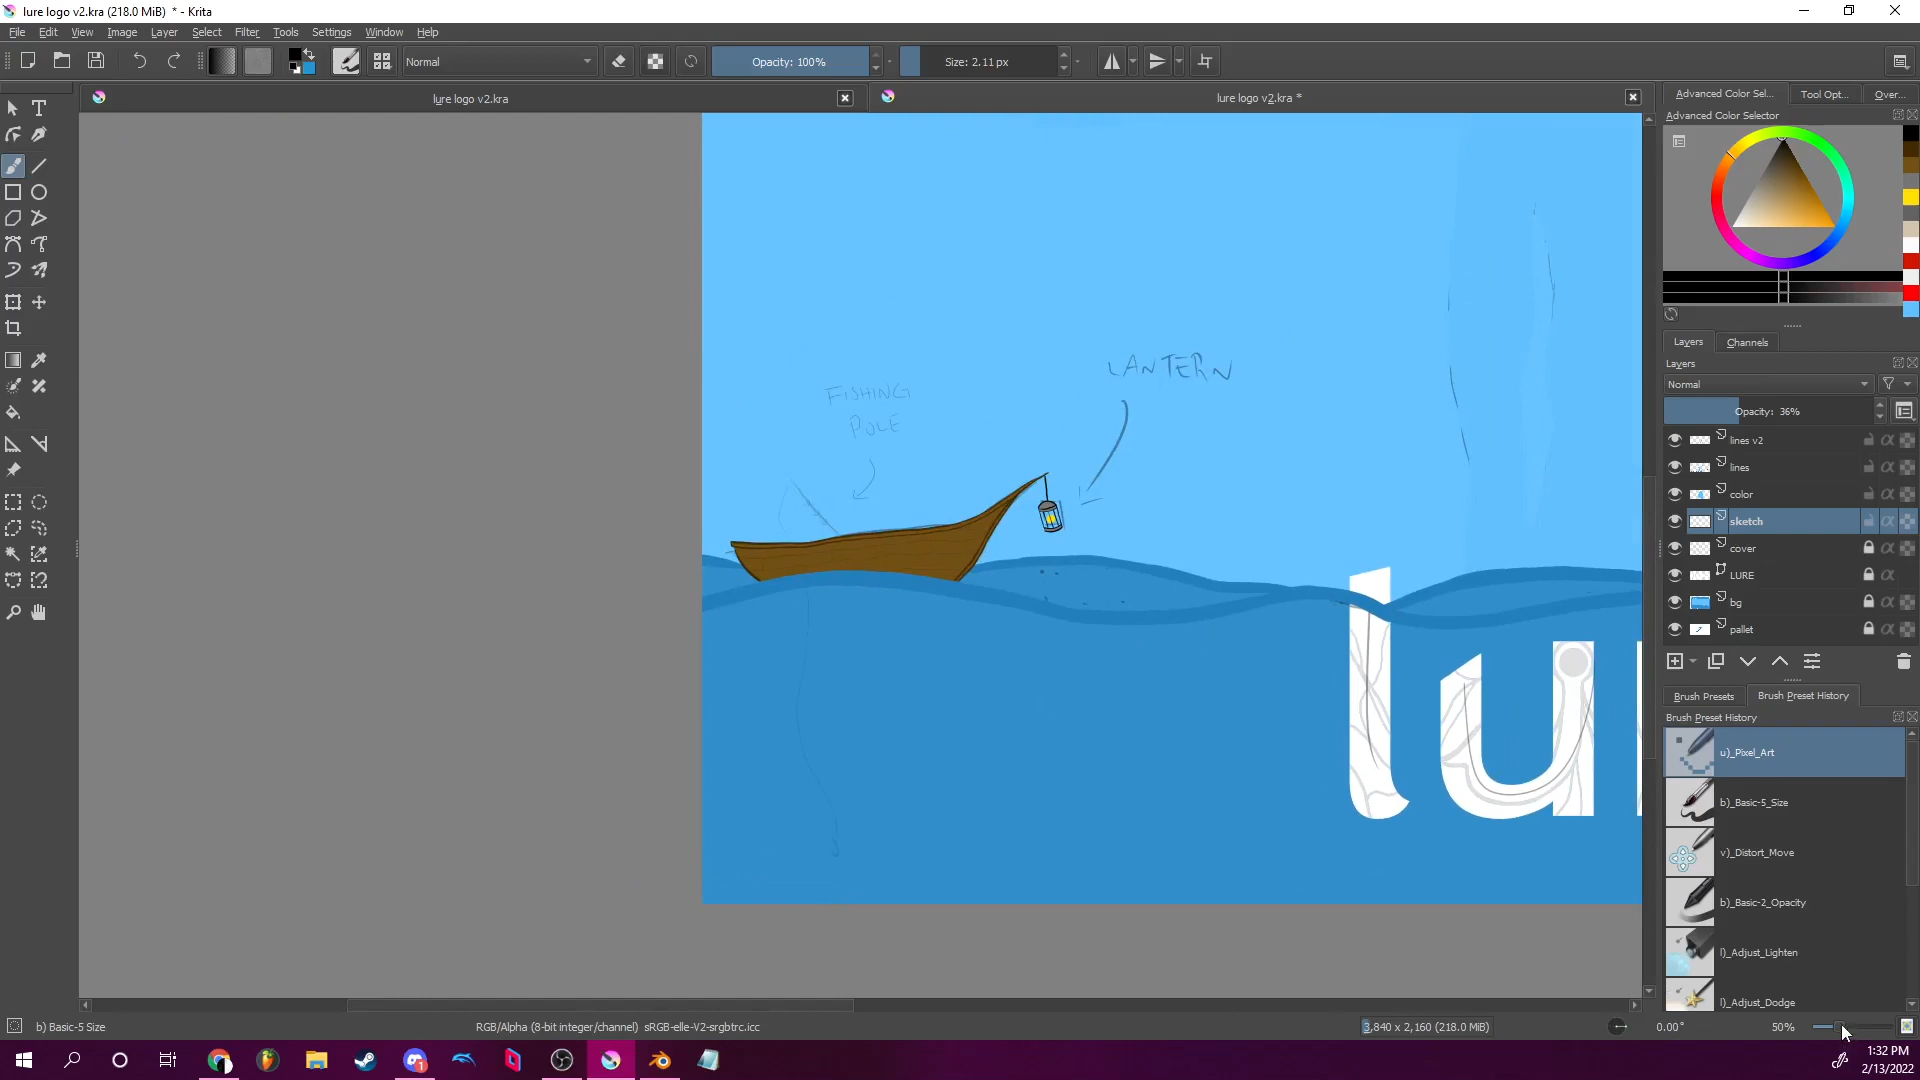 lure logo v2.kra (218.0 MiB) * - Krita
File Edit View Image Layer Select Filter Tools Settings Window Help
Normal
Opacity: 100%
Size: 2.11 px
lure logo v2.kra
lure logo v2.kra *
Advanced Color Sel... Tool Opt... Over...
Advanced Color Selector
LANTERN
FISHING
POLE
lu
Layers Channels
Layers
Normal
Opacity: 36%
lines v2
lines
color
sketch
cover
LURE
bg
pallet
Brush Presets Brush Preset History
Brush Preset History
u)_Pixel_Art
b)_Basic-5_Size
v)_Distort_Move
b)_Basic-2_Opacity
l)_Adjust_Lighten
l)_Adjust_Dodge
b) Basic-5 Size
RGB/Alpha (8-bit integer/channel) sRGB-elle-V2-srgbtrc.icc
3,840 x 2,160 (218.0 MiB)
0.00°
50%
1:32 PM
2/13/2022